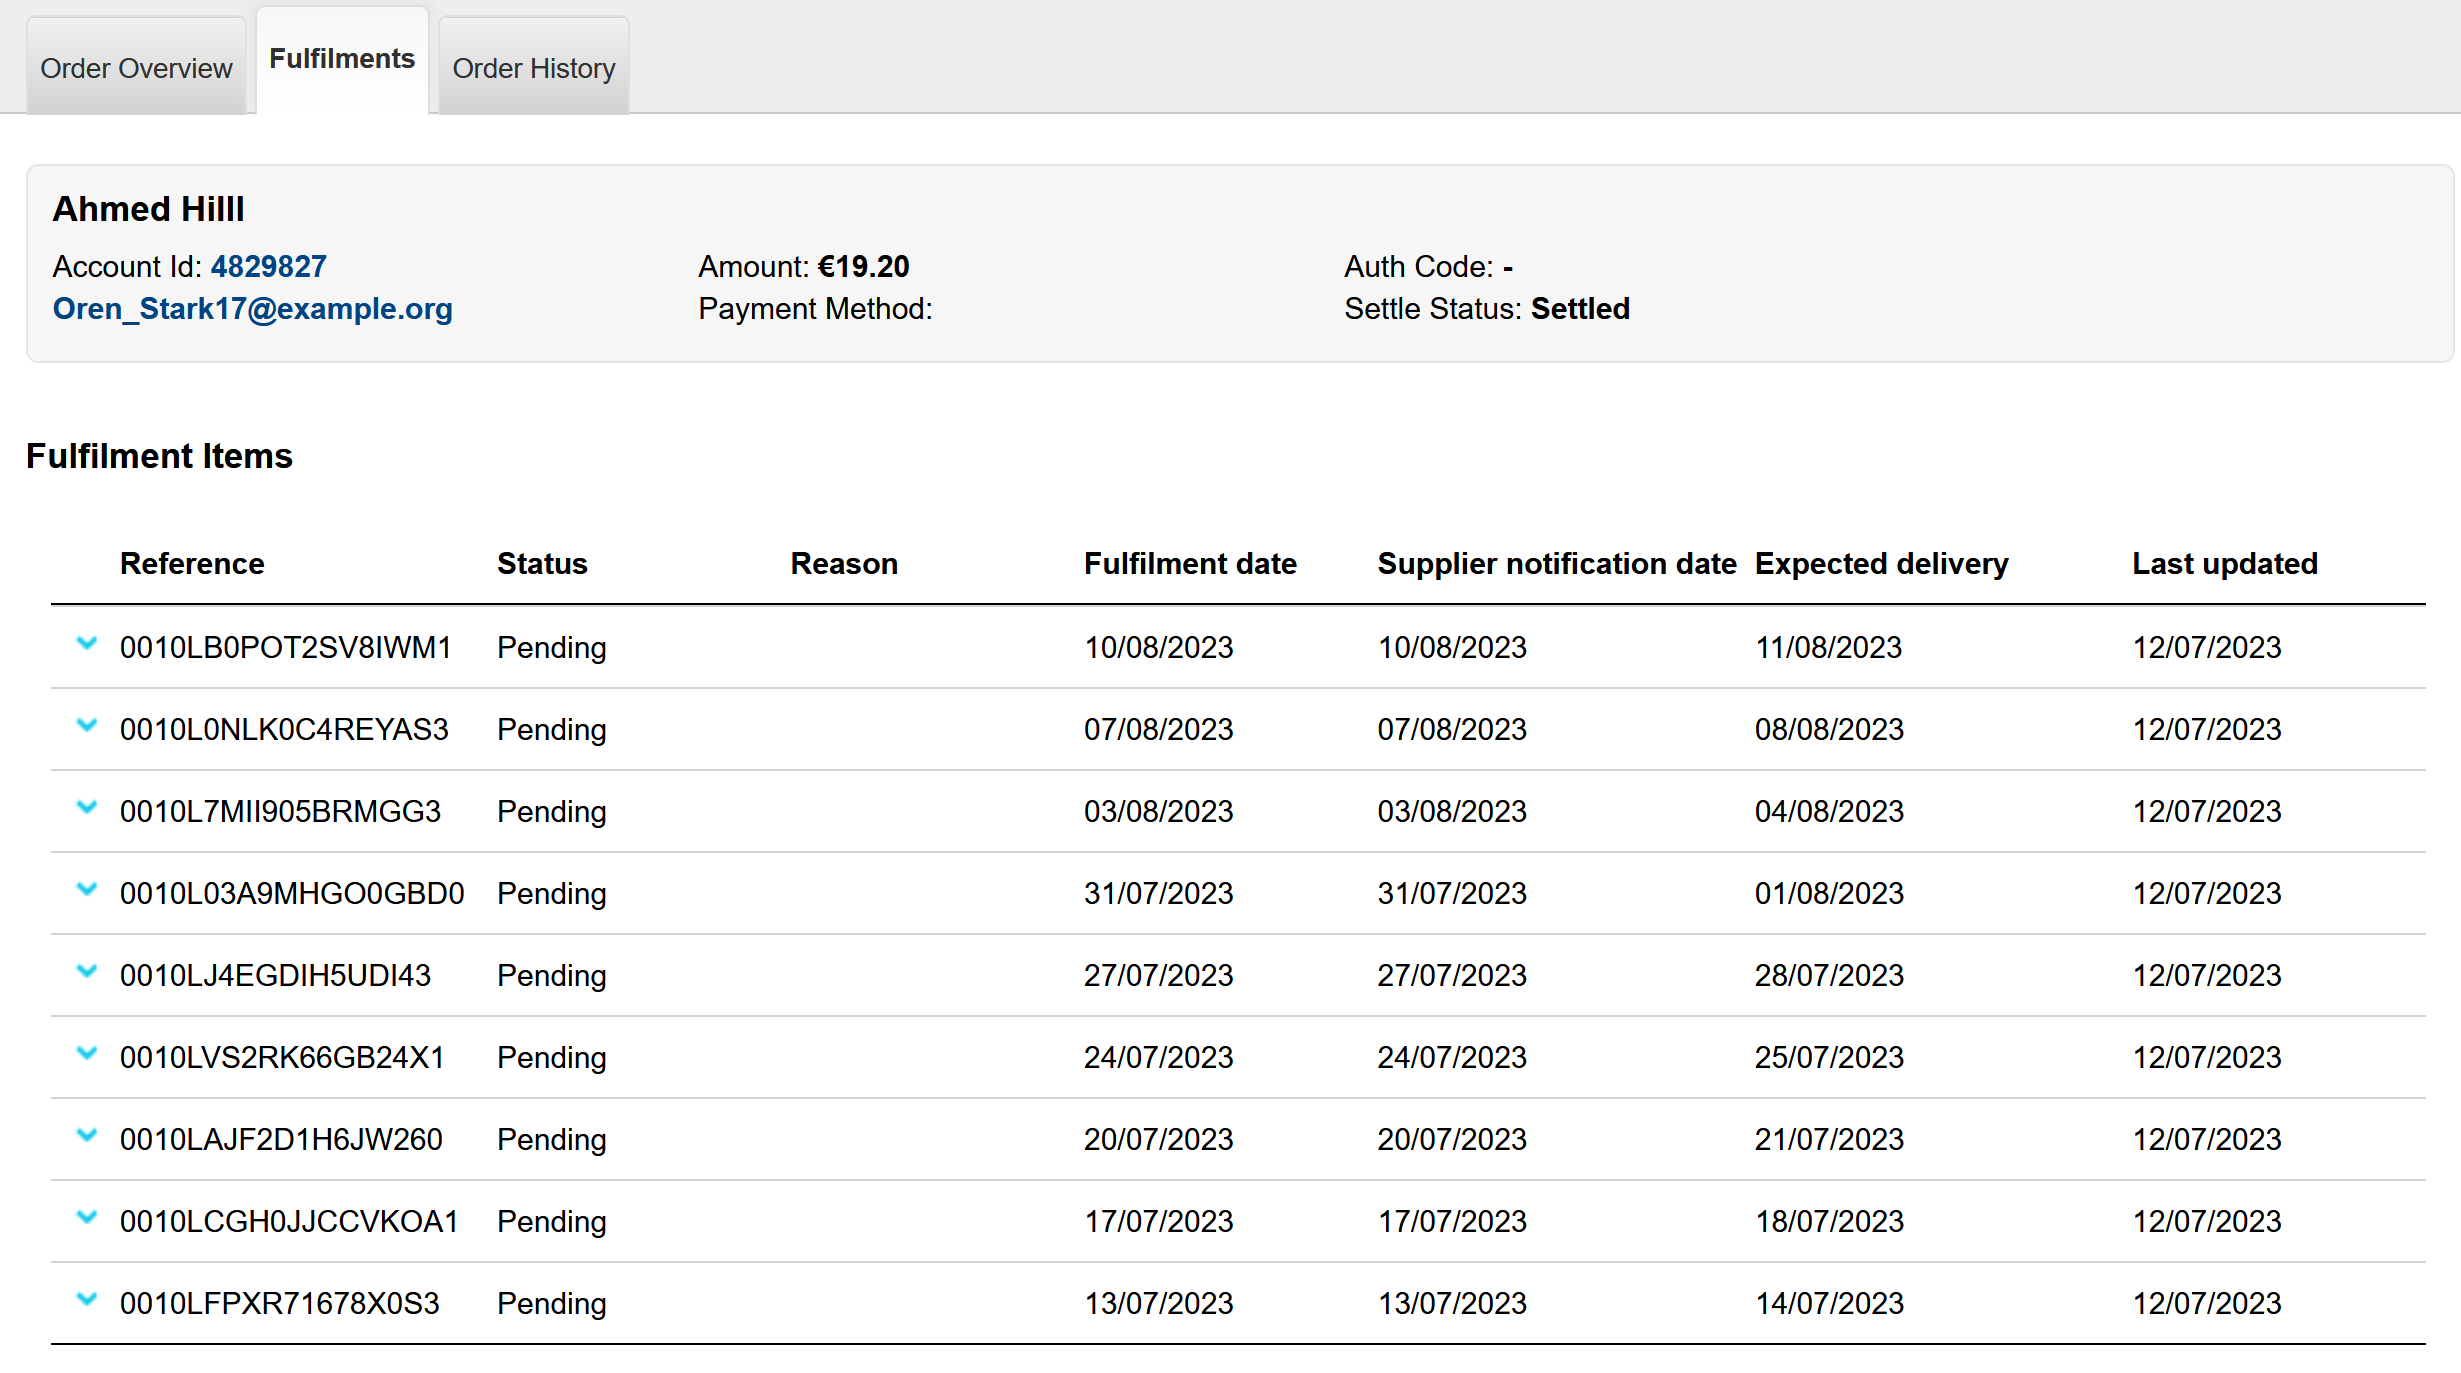 Order Overview Fulfilments Order History
Ahmed Hilll
Account Id: 4829827 Amount: €19.20 Auth Code: -
Oren_Stark17@example.org Payment Method: Settle Status: Settled
Fulfilment Items
Reference Status Reason Fulfilment date Supplier notification date Expected delivery Last updated
0010LB0POT2SV8IWM1 Pending 10/08/2023 10/08/2023 11/08/2023 12/07/2023
0010L0NLK0C4REYAS3 Pending 07/08/2023 07/08/2023 08/08/2023 12/07/2023
0010L7MII905BRMGG3 Pending 03/08/2023 03/08/2023 04/08/2023 12/07/2023
0010L03A9MHGO0GBD0 Pending 31/07/2023 31/07/2023 01/08/2023 12/07/2023
0010LJ4EGDIH5UDI43 Pending 27/07/2023 27/07/2023 28/07/2023 12/07/2023
0010LVS2RK66GB24X1 Pending 24/07/2023 24/07/2023 25/07/2023 12/07/2023
0010LAJF2D1H6JW260 Pending 20/07/2023 20/07/2023 21/07/2023 12/07/2023
0010LCGH0JJCCVKOA1 Pending 17/07/2023 17/07/2023 18/07/2023 12/07/2023
0010LFPXR71678X0S3 Pending 13/07/2023 13/07/2023 14/07/2023 12/07/2023